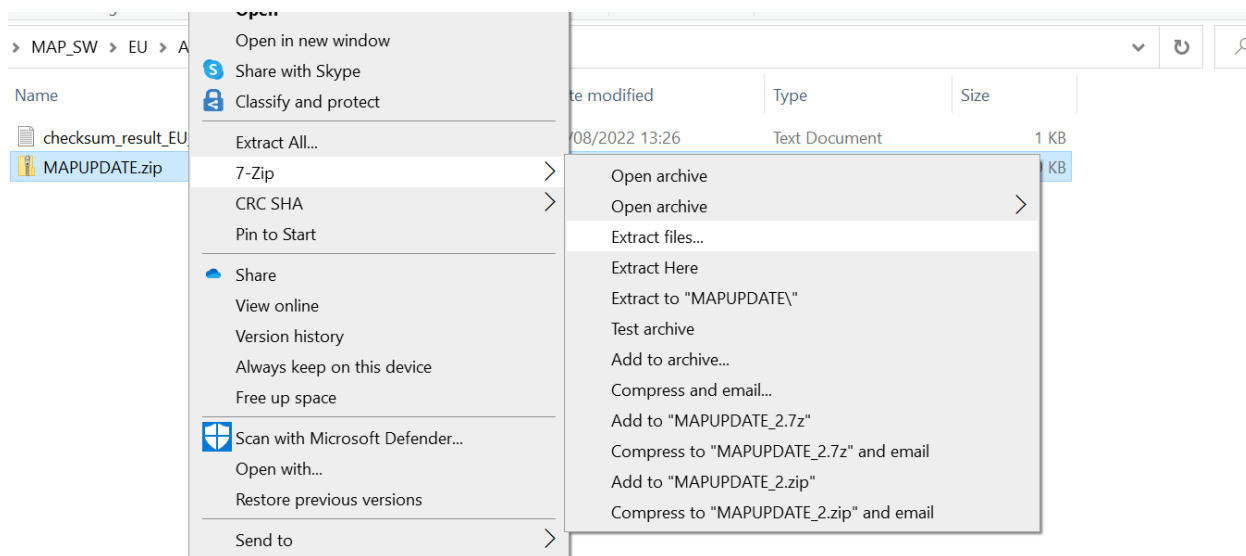 Open
MAP_SW > EU > A
Open in new window
Share with Skype
Name
Classify and protect
te modified
Type
Size
checksum_result_EU_
Extract All...
/08/2022 13:26
Text Document
1 KB
MAPUPDATE.zip
7-Zip
Open archive
KB
CRC SHA
Open archive
Pin to Start
Extract files...
Share
Extract Here
View online
Extract to "MAPUPDATE\"
Version history
Test archive
Always keep on this device
Add to archive...
Free up space
Compress and email...
Scan with Microsoft Defender...
Add to "MAPUPDATE_2.7z"
Open with...
Compress to "MAPUPDATE_2.7z" and email
Restore previous versions
Add to "MAPUPDATE_2.zip"
Send to
Compress to "MAPUPDATE_2.zip" and email